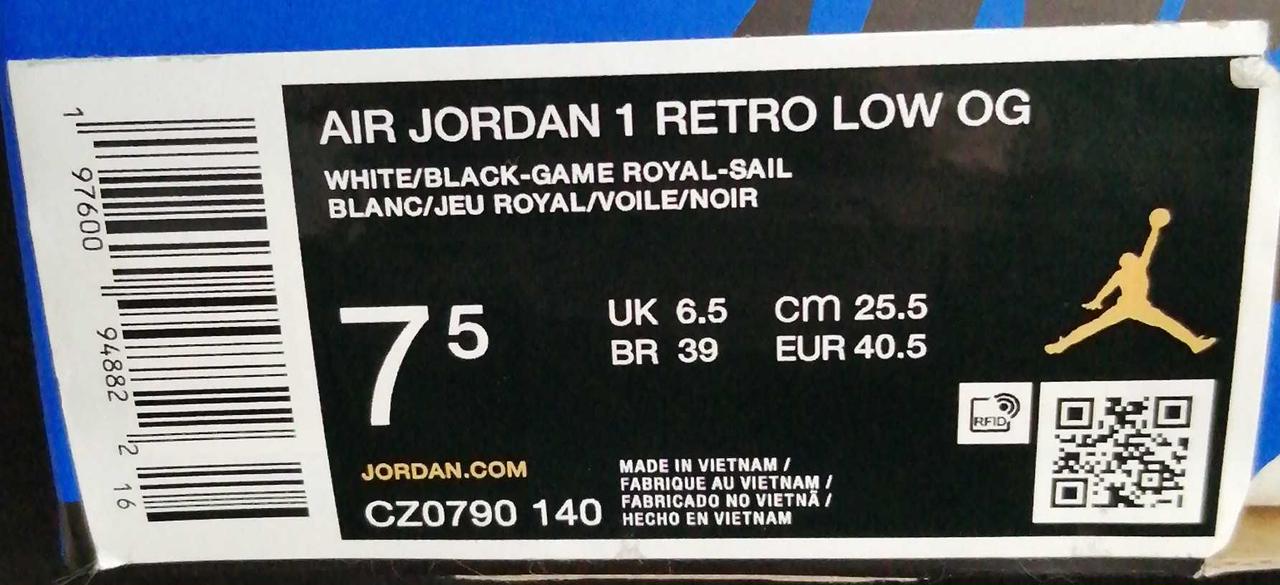 AIR JORDAN 1 RETRO LOW OG
WHITE/BLACK-GAME ROYAL-SAIL
BLANC/JEU ROYAL/VOILE/NOIR
7 5
UK 6.5 cm 25.5
BR 39 EUR 40.5
RFID
JORDAN.COM
CZ0790 140
MADE IN VIETNAM /
FABRIQUE AU VIETNAM /
FABRICADO NO VIETNÃ /
HECHO EN VIETNAM
1 97600 94882 2 16